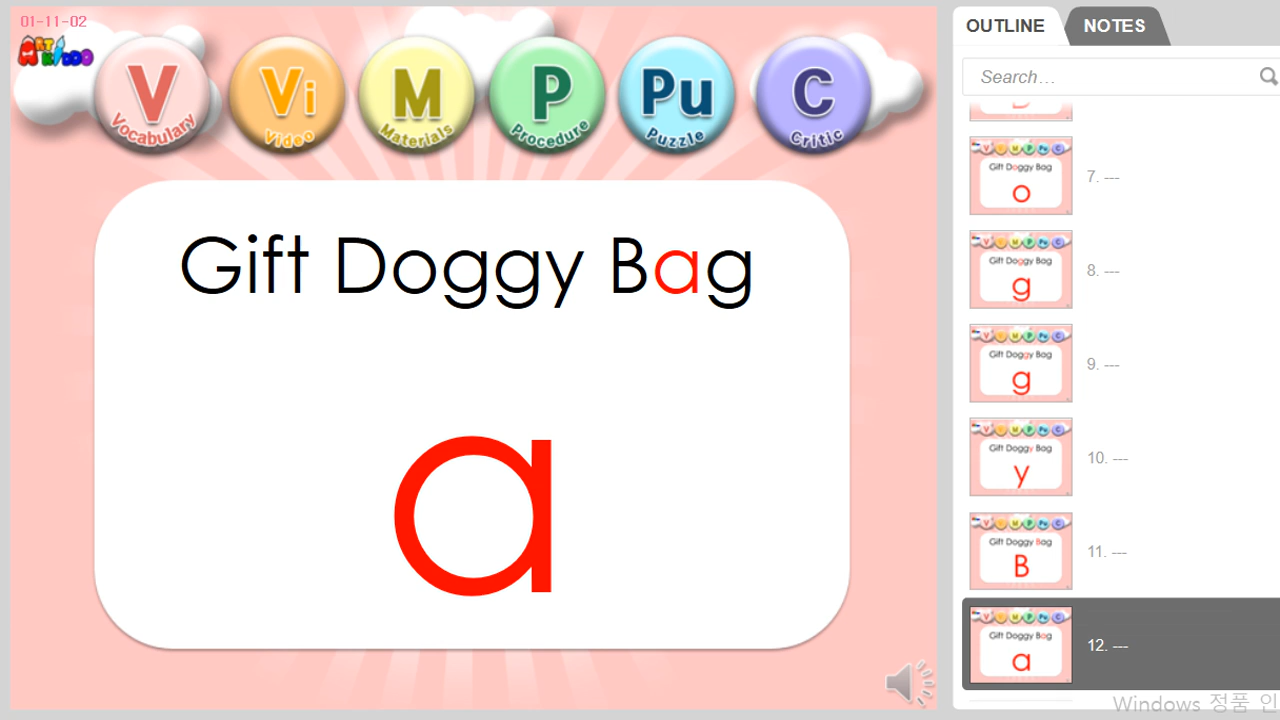 01-11-02
ART KIDOO
V
Vocabulary
Vi
Video
M
Materials
P
Procedure
Pu
Puzzle
C
Critic
Gift Doggy Bag
a
OUTLINE
NOTES
Search...
Gift Doggy Bag
o
7. ---
Gift Doggy Bag
g
8. ---
Gift Doggy Bag
g
9. ---
Gift Doggy Bag
y
10. ---
Gift Doggy Bag
B
11. ---
Gift Doggy Bag
a
12. ---
Windows 정품 인